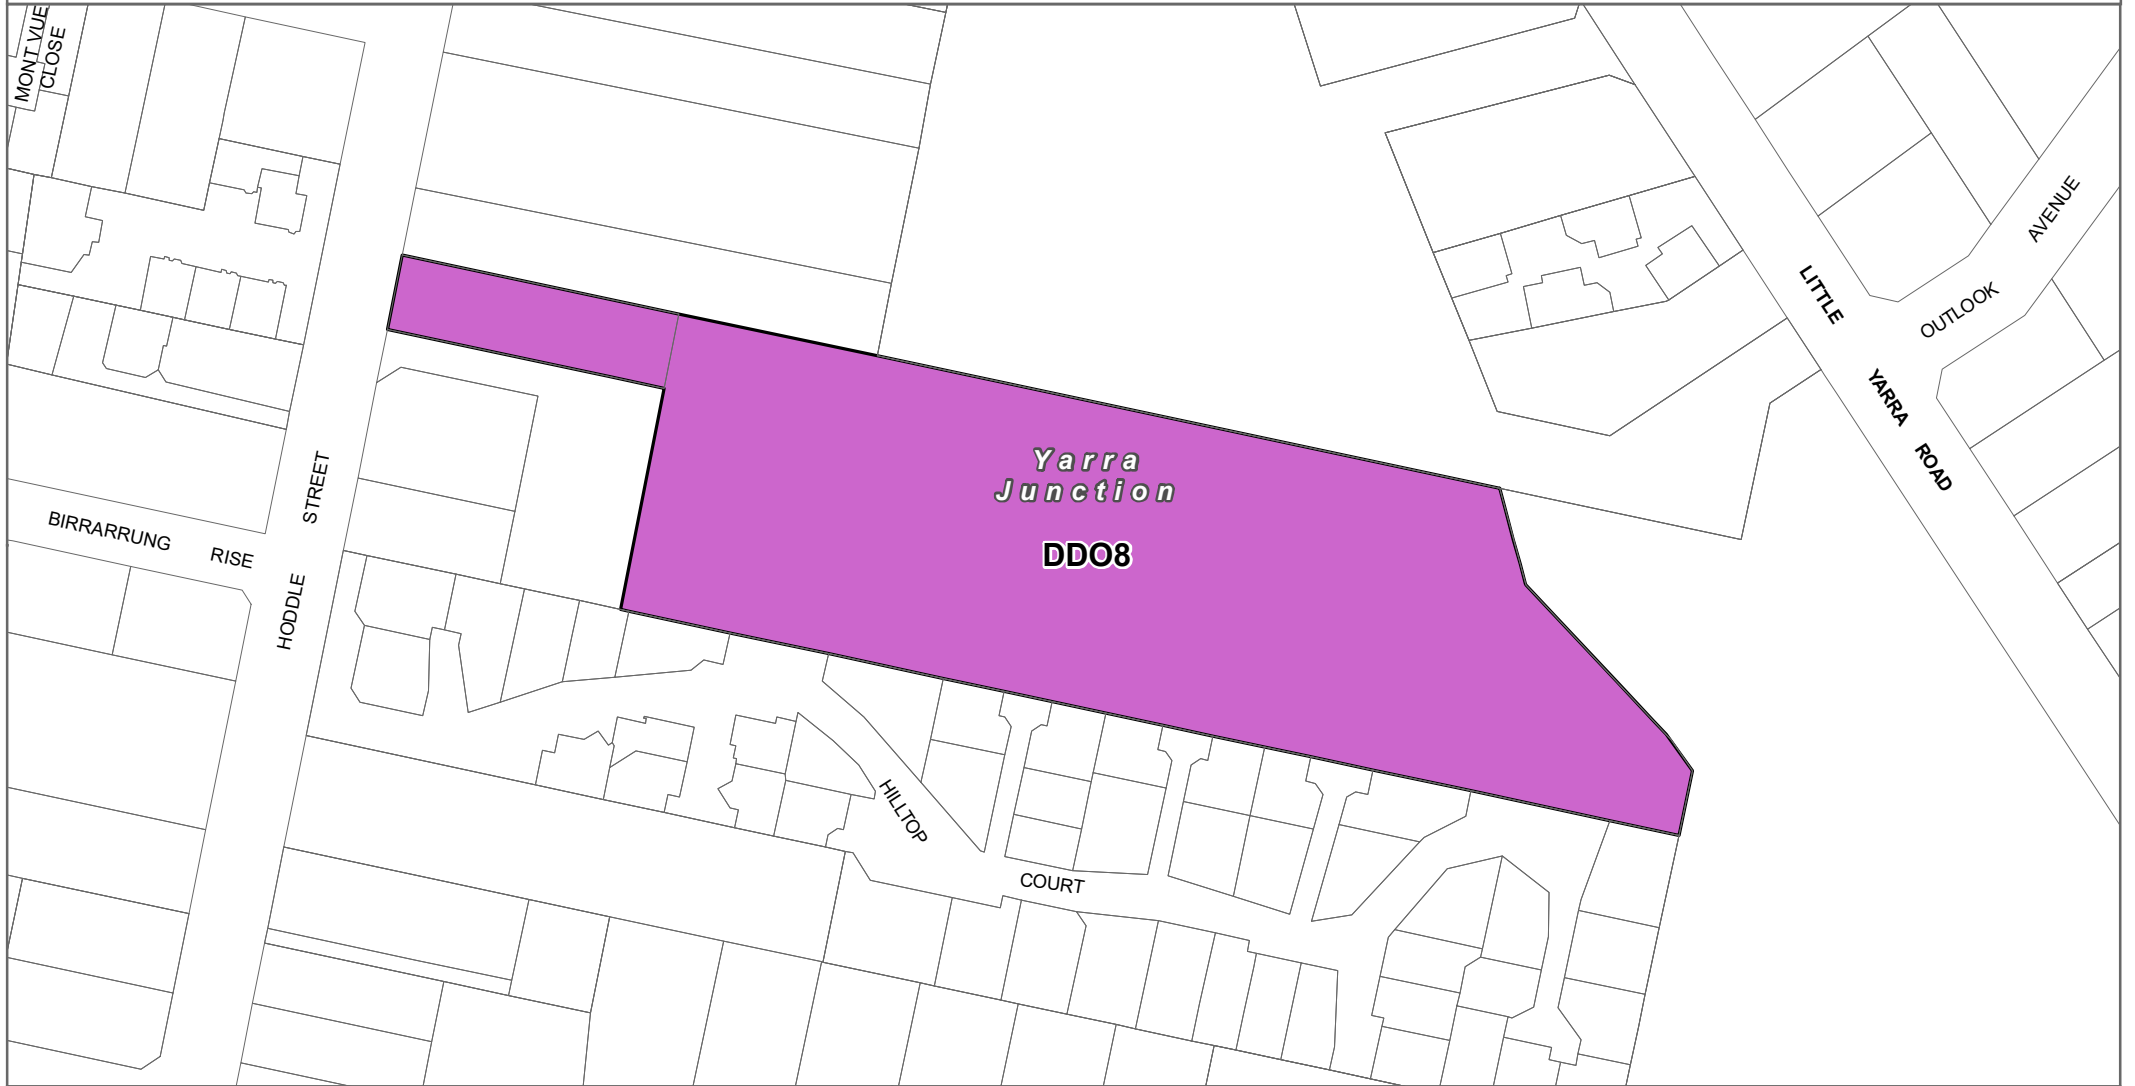 MONT VUE
CLOSE
AVENUE
OUTLOOK
LITTLE
YARRA
ROAD
Yarra
Junction
DDO8
STREET
HODDLE
BIRRARRUNG
RISE
HILLTOP
COURT